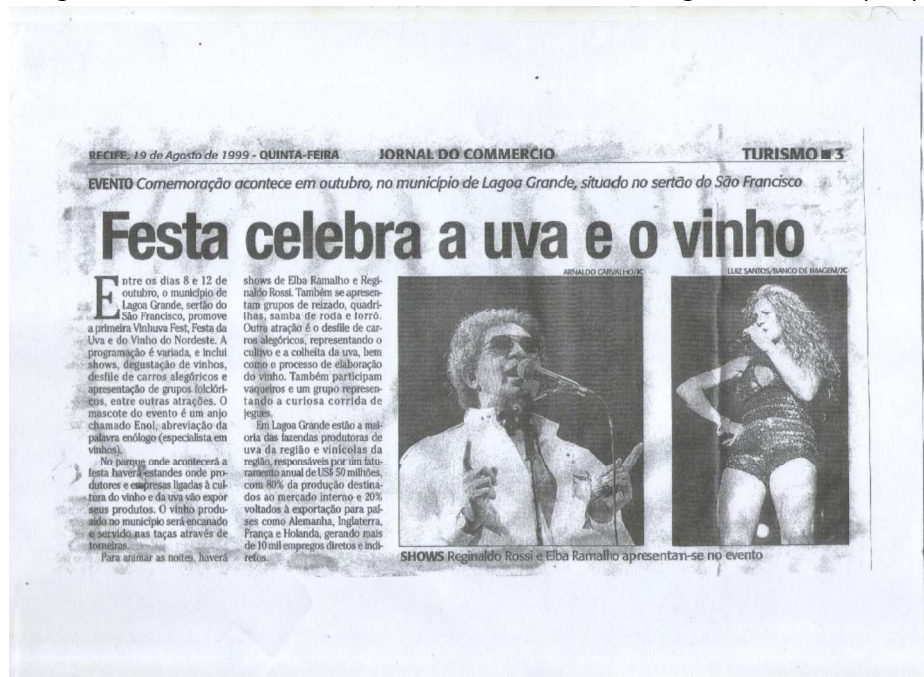 RECIFE, 19 de Agosto de 1999 - QUINTA-FEIRA JORNAL DO COMMERCIO TURISMO ■ 3
EVENTO Comemoração acontece em outubro, no município de Lagoa Grande, situado no sertão do São Francisco
Festa celebra a uva e o vinho
Entre os dias 8 e 12 de
outubro, o município de
Lagoa Grande, sertão do
São Francisco, promove
a primeira Vinhuva Fest, Festa da
Uva e do Vinho do Nordeste. A
programação é variada, e inclui
shows, degustação de vinhos,
desfile de carros alegóricos e
apresentação de grupos folclóri-
cos, entre outras atrações. O
mascote do evento é um anjo
chamado Enol, abreviação da
palavra enólogo (especialista em
vinhos).
No parque onde acontecerá a
festa haverá estandes onde pro-
dutores e empresas ligadas à cul-
tura do vinho e da uva vão expor
seus produtos. O vinho produ-
zido no município será encanado
e servido nas taças através de
torneiras.
Para animar as noites, haverá
shows de Elba Ramalho e Regi-
naldo Rossi. Também se apresen-
tam grupos de reizado, quadri-
lhas, samba de roda e forró.
Outra atração é o desfile de car-
ros alegóricos, representando o
cultivo e a colheita da uva, bem
como o processo de elaboração
do vinho. Também participam
vaqueiros e um grupo represen-
tando a curiosa corrida de
jegues.
Em Lagoa Grande estão a mai-
oria das fazendas produtoras de
uva da região e vinícolas da
região, responsáveis por um fatu-
ramento anual de US$ 50 milhões,
com 80% da produção destina-
dos ao mercado interno e 20%
voltados à exportação para paí-
ses como Alemanha, Inglaterra,
França e Holanda, gerando mais
de 10 mil empregos diretos e indi-
retos.
ARNALDO CARVALHO/JC
LUIZ SANTOS/BANCO DE IMAGEM/JC
SHOWS Reginaldo Rossi e Elba Ramalho apresentam-se no evento